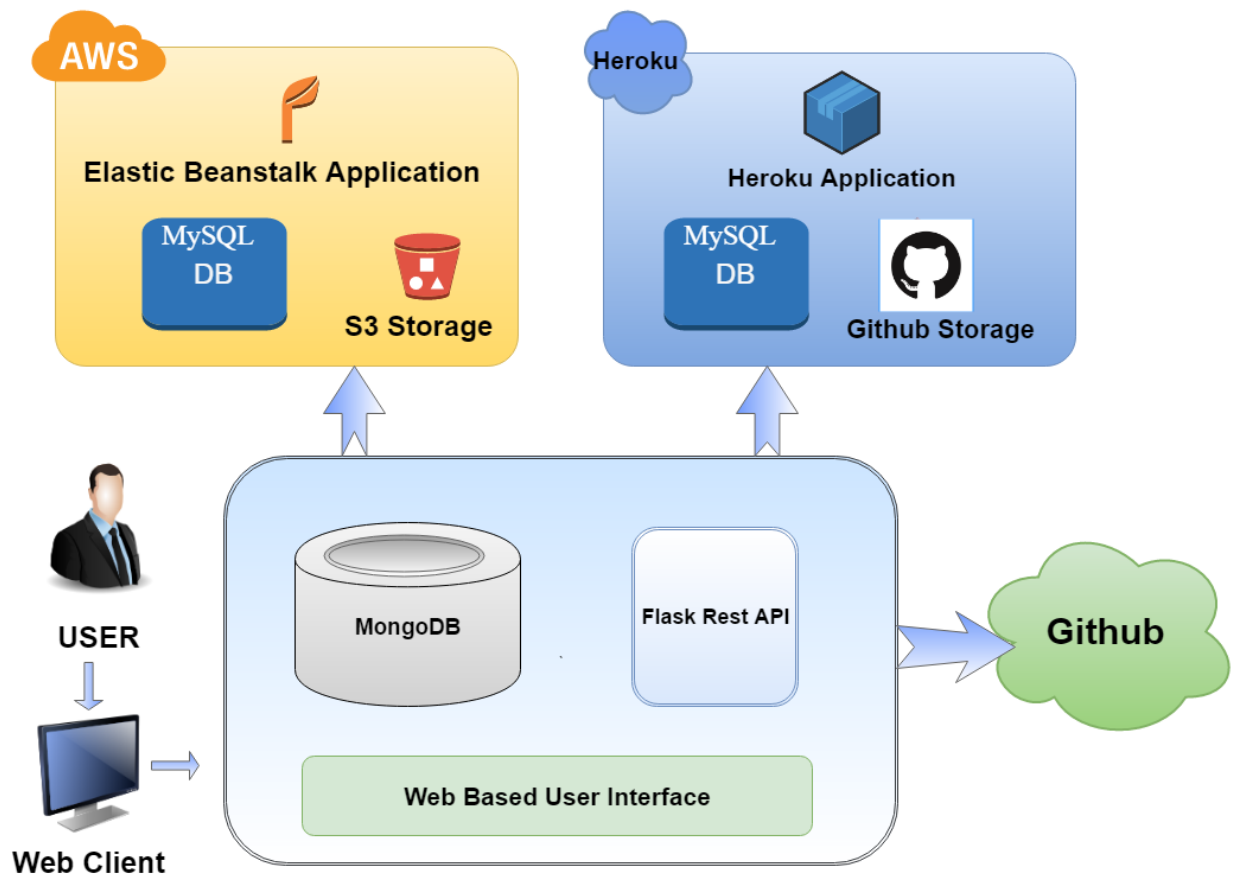 AWS
Elastic Beanstalk Application
MySQL
DB
S3 Storage
Heroku
Heroku Application
MySQL
DB
Github Storage
USER
Web Client
MongoDB
Flask Rest API
Web Based User Interface
Github